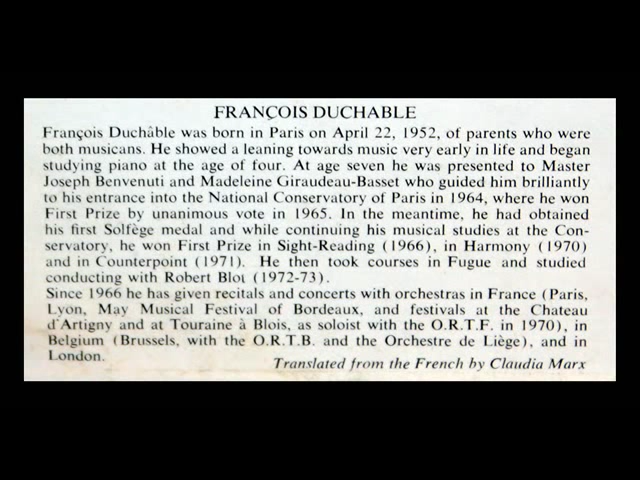 FRANÇOIS DUCHABLE
François Duchâble was born in Paris on April 22, 1952, of parents who were
both musicans. He showed a leaning towards music very early in life and began
studying piano at the age of four. At age seven he was presented to Master
Joseph Benvenuti and Madeleine Giraudeau-Basset who guided him brilliantly
to his entrance into the National Conservatory of Paris in 1964, where he won
First Prize by unanimous vote in 1965. In the meantime, he had obtained
his first Solfège medal and while continuing his musical studies at the Con-
servatory, he won First Prize in Sight-Reading (1966), in Harmony (1970)
and in Counterpoint (1971). He then took courses in Fugue and studied
conducting with Robert Blot (1972-73).
Since 1966 he has given recitals and concerts with orchestras in France (Paris,
Lyon, May Musical Festival of Bordeaux, and festivals at the Chateau
d'Artigny and at Touraine à Blois, as soloist with the O.R.T.F. in 1970), in
Belgium (Brussels, with the O.R.T.B. and the Orchestre de Liège), and in
London.
Translated from the French by Claudia Marx